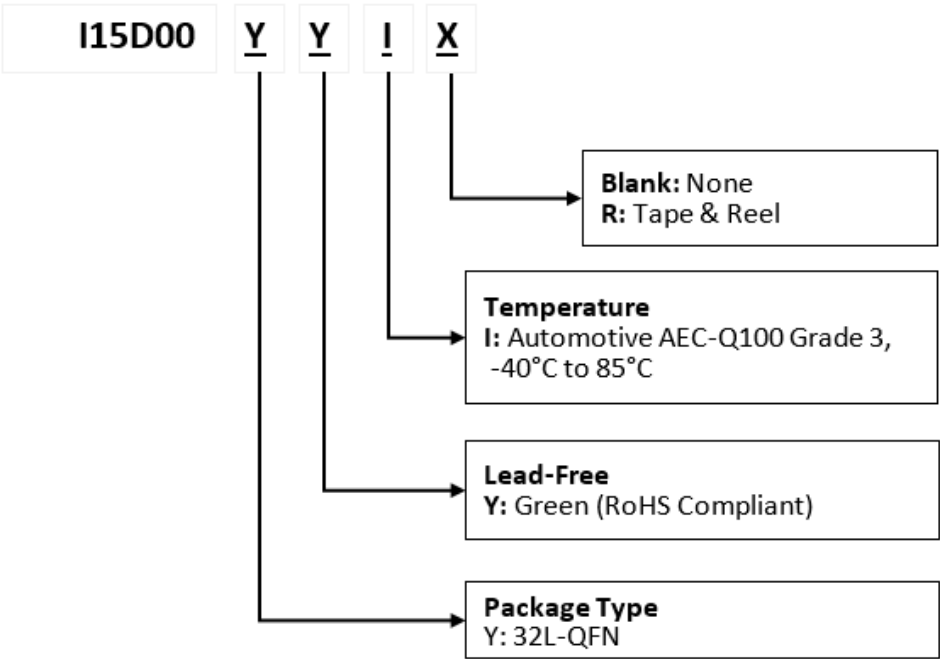 I15D00 Y Y I X
Blank: None
R: Tape & Reel
Temperature
I: Automotive AEC-Q100 Grade 3,
-40°C to 85°C
Lead-Free
Y: Green (RoHS Compliant)
Package Type
Y: 32L-QFN